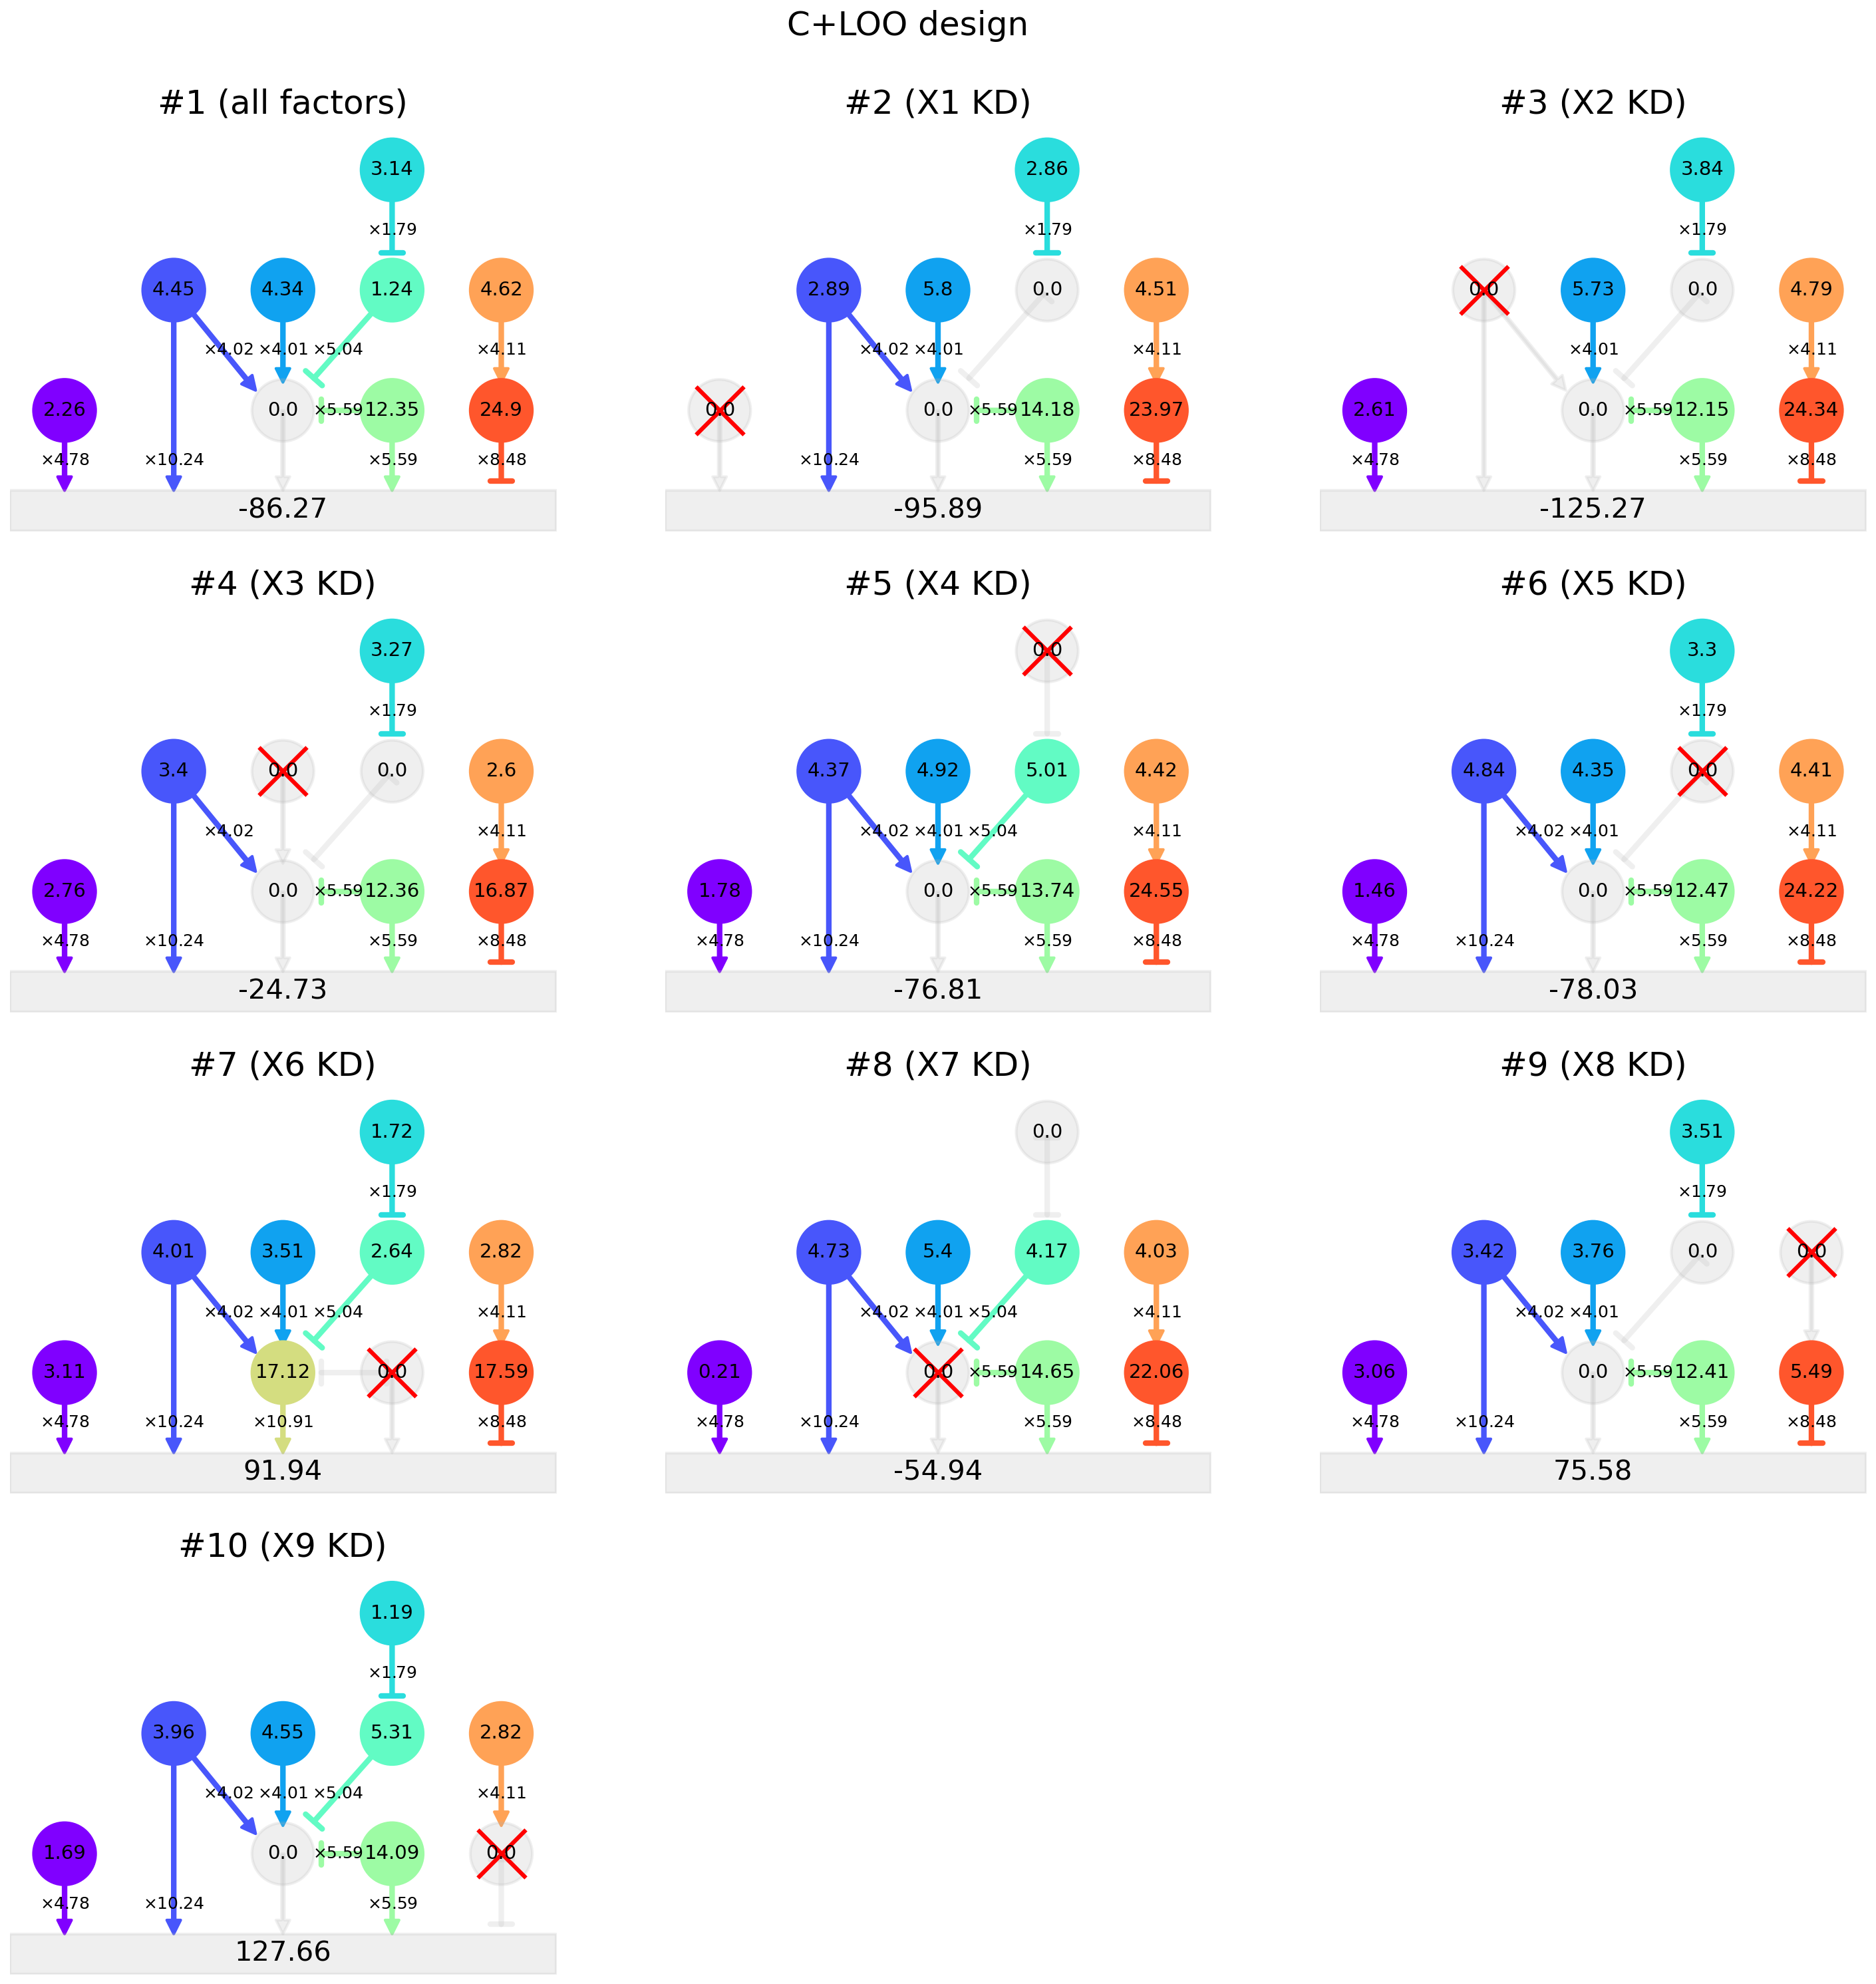 C+LOO design
#1 (all factors) #2 (X1 KD) #3 (X2 KD)
3.14 2.86 3.84
×1.79 ×1.79 ×1.79
4.45 4.34 1.24 4.62 2.89 5.8 0.0 4.51 0.0 5.73 0.0 4.79
×4.02 ×4.01 ×5.04 ×4.11 ×4.02 ×4.01 ×4.11 ×4.01 ×4.11
2.26 0.0 ×5.59 12.35 24.9 0.0 0.0 ×5.59 14.18 23.97 2.61 0.0 ×5.59 12.15 24.34
×4.78 ×10.24 ×5.59 ×8.48 ×10.24 ×5.59 ×8.48 ×4.78 ×5.59 ×8.48
-86.27 -95.89 -125.27
#4 (X3 KD) #5 (X4 KD) #6 (X5 KD)
3.27 0.0 3.3
×1.79 ×1.79
3.4 0.0 0.0 2.6 4.37 4.92 5.01 4.42 4.84 4.35 0.0 4.41
×4.02 ×4.11 ×4.02 ×4.01 ×5.04 ×4.11 ×4.02 ×4.01 ×4.11
2.76 0.0 ×5.59 12.36 16.87 1.78 0.0 ×5.59 13.74 24.55 1.46 0.0 ×5.59 12.47 24.22
×4.78 ×10.24 ×5.59 ×8.48 ×4.78 ×10.24 ×5.59 ×8.48 ×4.78 ×10.24 ×5.59 ×8.48
-24.73 -76.81 -78.03
#7 (X6 KD) #8 (X7 KD) #9 (X8 KD)
1.72 0.0 3.51
×1.79 ×1.79
4.01 3.51 2.64 2.82 4.73 5.4 4.17 4.03 3.42 3.76 0.0 0.0
×4.02 ×4.01 ×5.04 ×4.11 ×4.02 ×4.01 ×5.04 ×4.11 ×4.02 ×4.01
3.11 17.12 0.0 17.59 0.21 0.0 ×5.59 14.65 22.06 3.06 0.0 ×5.59 12.41 5.49
×4.78 ×10.24 ×10.91 ×8.48 ×4.78 ×10.24 ×5.59 ×8.48 ×4.78 ×10.24 ×5.59 ×8.48
91.94 -54.94 75.58
#10 (X9 KD)
1.19
×1.79
3.96 4.55 5.31 2.82
×4.02 ×4.01 ×5.04 ×4.11
1.69 0.0 ×5.59 14.09 0.0
×4.78 ×10.24 ×5.59
127.66